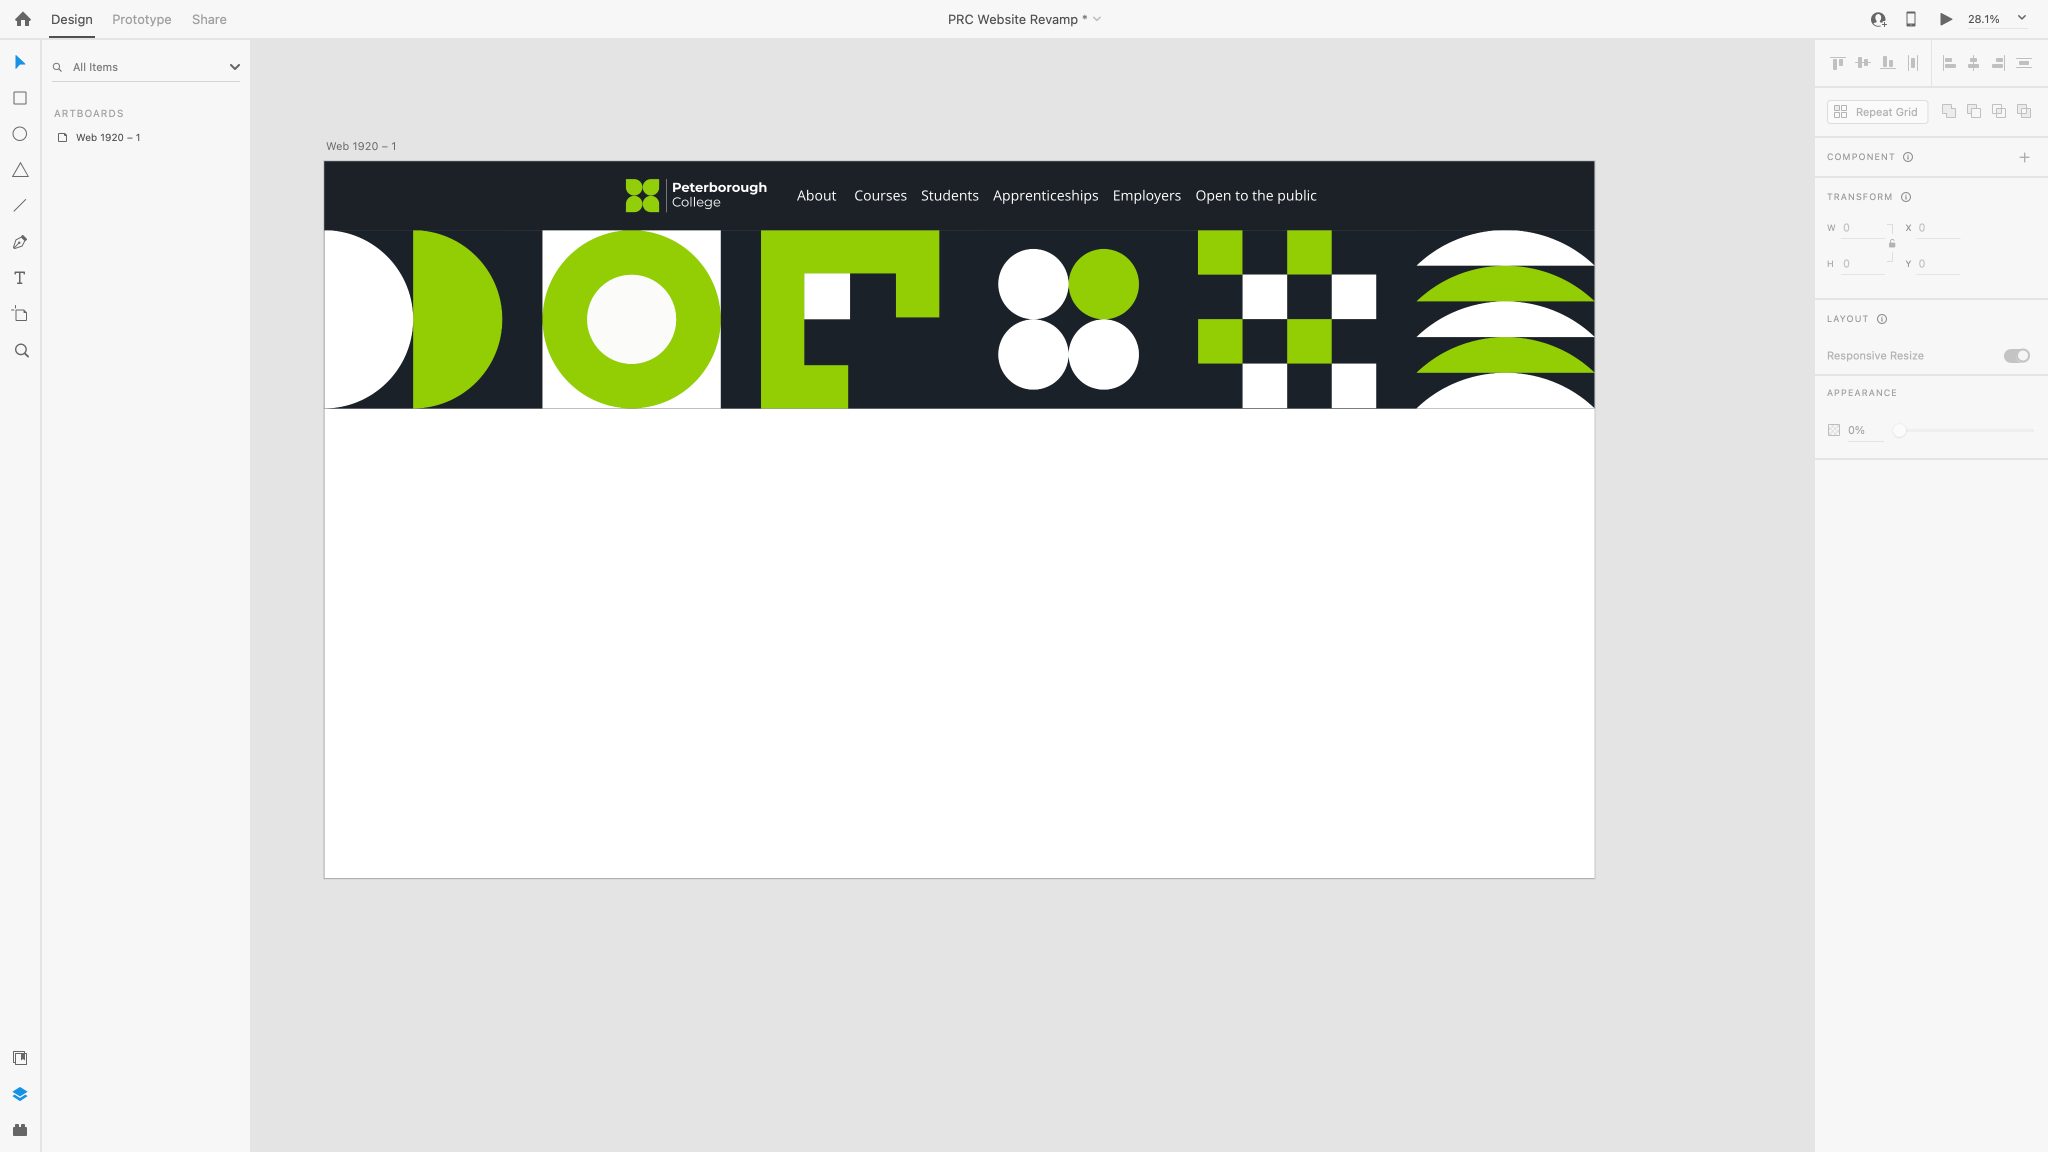 Design Prototype Share
PRC Website Revamp *
28.1%
All Items
ARTBOARDS
Web 1920 – 1
Web 1920 – 1
Peterborough
College
About Courses Students Apprenticeships Employers Open to the public
Repeat Grid
COMPONENT
TRANSFORM
W 0 X 0
H 0 Y 0
LAYOUT
Responsive Resize
APPEARANCE
0%